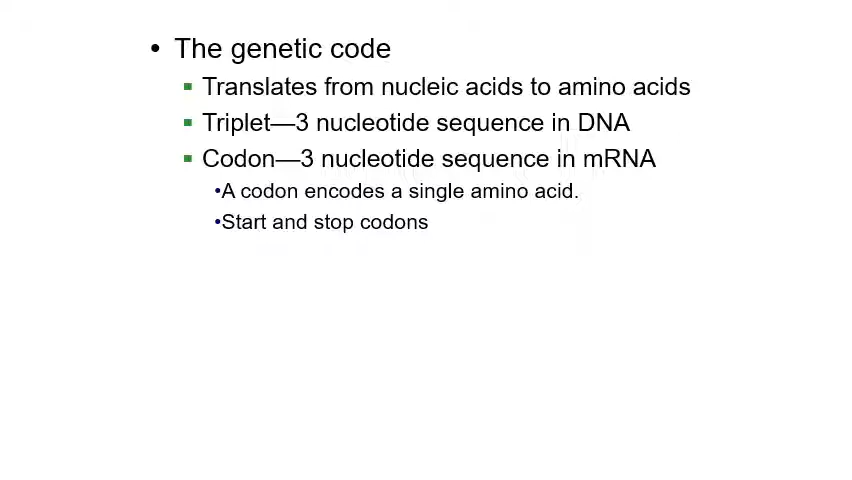 • The genetic code
▪ Translates from nucleic acids to amino acids
▪ Triplet—3 nucleotide sequence in DNA
▪ Codon—3 nucleotide sequence in mRNA
•A codon encodes a single amino acid.
•Start and stop codons